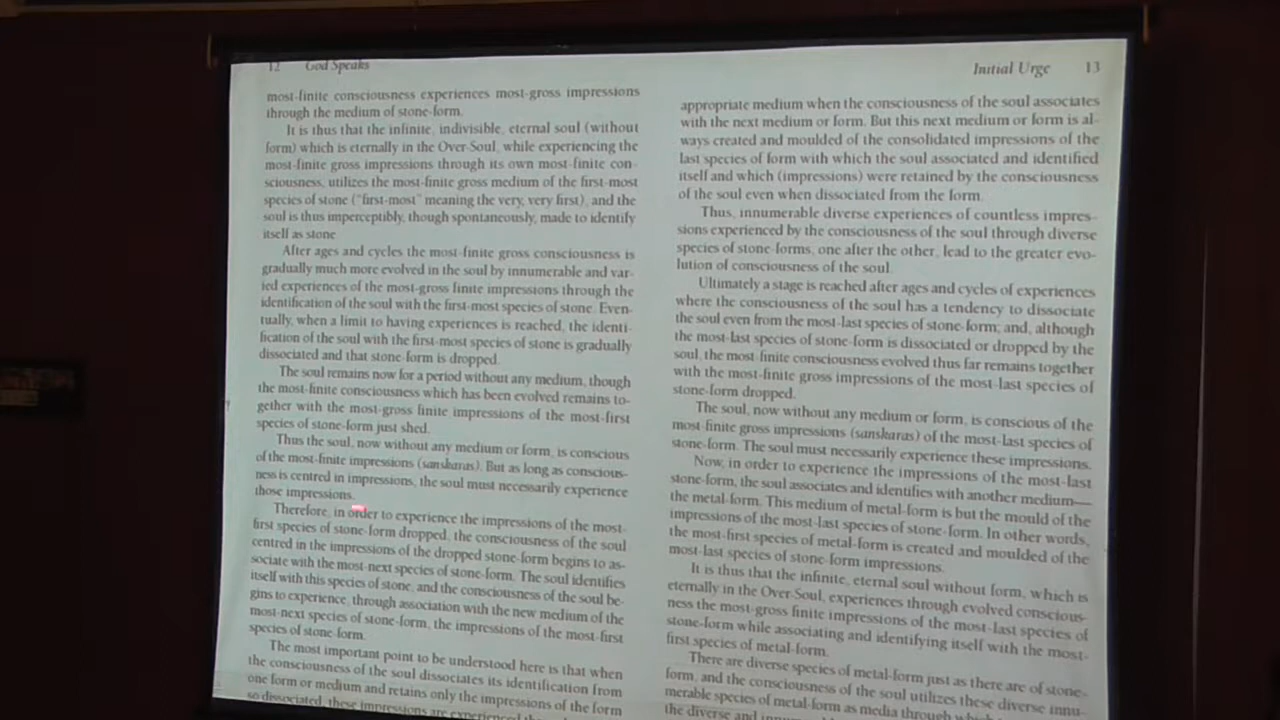 12 God Speaks
most-finite consciousness experiences most-gross impressions
through the medium of stone-form.
It is thus that the infinite, indivisible, eternal soul (without
form) which is eternally in the Over-Soul, while experiencing the
most-finite gross impressions through its own most-finite con-
sciousness, utilizes the most-finite gross medium of the first-most
species of stone ("first-most" meaning the very, very first), and the
soul is thus imperceptibly, though spontaneously, made to identify
itself as stone.
After ages and cycles the most-finite gross consciousness is
gradually much more evolved in the soul by innumerable and var-
ied experiences of the most-gross finite impressions through the
identification of the soul with the first-most species of stone. Even-
tually, when a limit to having experiences is reached, the identi-
fication of the soul with the first-most species of stone is gradually
dissociated and that stone-form is dropped.
The soul remains now for a period without any medium, though
the most-finite consciousness which has been evolved remains to-
gether with the most-gross finite impressions of the most-first
species of stone-form just shed.
Thus the soul, now without any medium or form, is conscious
of the most-finite impressions (sanskaras). But as long as conscious-
ness is centred in impressions, the soul must necessarily experience
those impressions.
Therefore, in order to experience the impressions of the most-
first species of stone-form dropped, the consciousness of the soul
centred in the impressions of the dropped stone-form begins to as-
sociate with the most-next species of stone-form. The soul identifies
itself with this species of stone, and the consciousness of the soul be-
gins to experience, through association with the new medium of the
most-next species of stone-form, the impressions of the most-first
species of stone-form.
The most important point to be understood here is that when
the consciousness of the soul dissociates its identification from
one form or medium and retains only the impressions of the form
so dissociated, these impressions are experienced
Initial Urge 13
appropriate medium when the consciousness of the soul associates
with the next medium or form. But this next medium or form is al-
ways created and moulded of the consolidated impressions of the
last species of form with which the soul associated and identified
itself and which (impressions) were retained by the consciousness
of the soul even when dissociated from the form.
Thus, innumerable diverse experiences of countless impres-
sions experienced by the consciousness of the soul through diverse
species of stone-forms, one after the other, lead to the greater evo-
lution of consciousness of the soul.
Ultimately a stage is reached after ages and cycles of experiences
where the consciousness of the soul has a tendency to dissociate
the soul even from the most-last species of stone-form; and, although
the most-last species of stone-form is dissociated or dropped by the
soul, the most-finite consciousness evolved thus far remains together
with the most-finite gross impressions of the most-last species of
stone-form dropped.
The soul, now without any medium or form, is conscious of the
most-finite gross impressions (sanskaras) of the most-last species of
stone-form. The soul must necessarily experience these impressions.
Now, in order to experience the impressions of the most-last
stone-form, the soul associates and identifies with another medium—
the metal-form. This medium of metal-form is but the mould of the
impressions of the most-last species of stone-form. In other words,
the most-first species of metal-form is created and moulded of the
most-last species of stone-form impressions.
It is thus that the infinite, eternal soul without form, which is
eternally in the Over-Soul, experiences through evolved conscious-
ness the most-gross finite impressions of the most-last species of
stone-form while associating and identifying itself with the most-
first species of metal-form.
There are diverse species of metal-form just as there are of stone-
form, and the consciousness of the soul utilizes these diverse innu-
merable species of metal-form as media through which
the diverse and